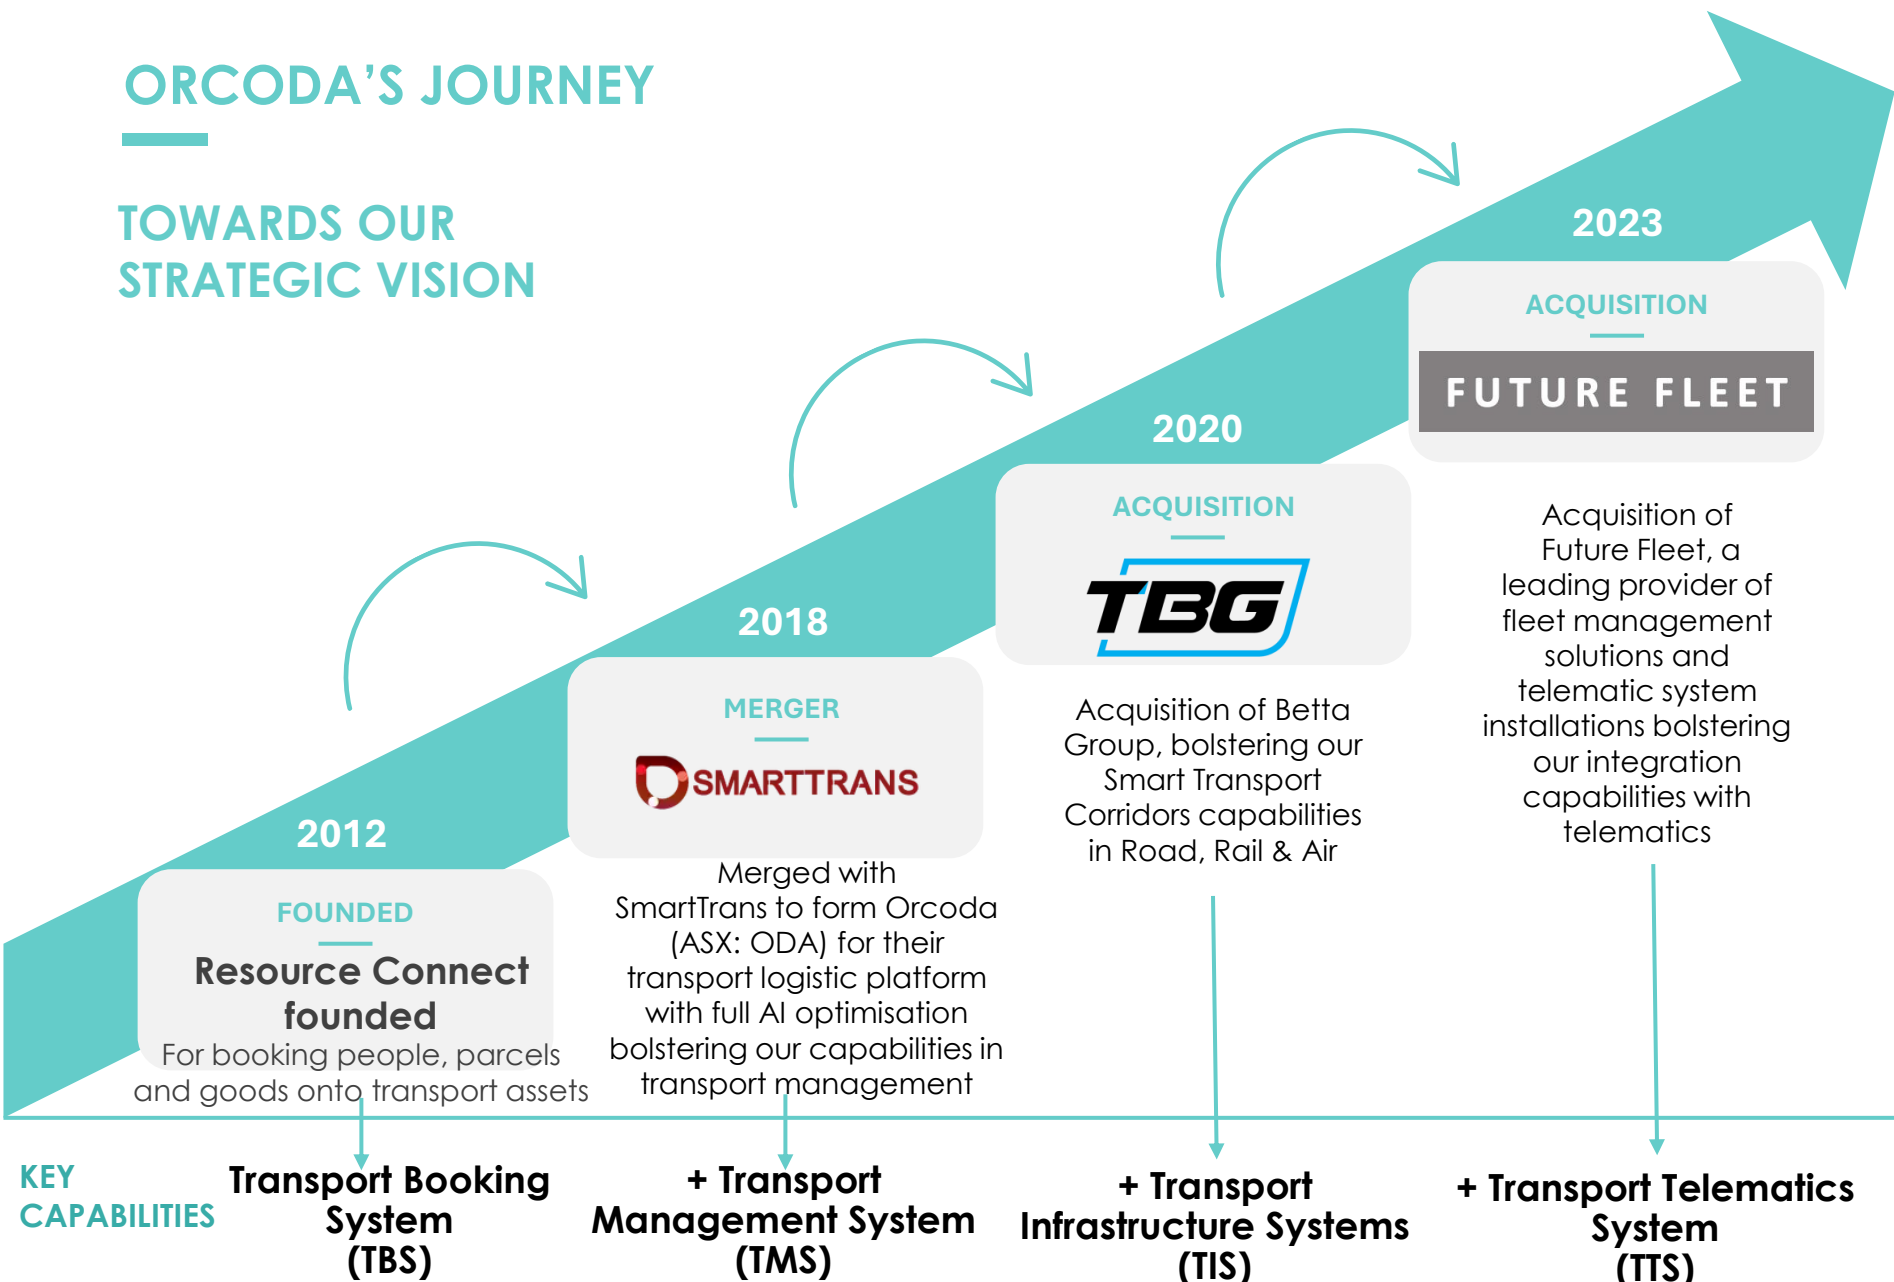 ORCODA’S JOURNEY
TOWARDS OUR
STRATEGIC VISION
2012
FOUNDED
Resource Connect
founded
For booking people, parcels
and goods onto transport assets
2018
MERGER
SMARTTRANS
Merged with
SmartTrans to form Orcoda
(ASX: ODA) for their
transport logistic platform
with full AI optimisation
bolstering our capabilities in
transport management
2020
ACQUISITION
TBG
Acquisition of Betta
Group, bolstering our
Smart Transport
Corridors capabilities
in Road, Rail & Air
2023
ACQUISITION
FUTURE FLEET
Acquisition of
Future Fleet, a
leading provider of
fleet management
solutions and
telematic system
installations bolstering
our integration
capabilities with
telematics
KEY
CAPABILITIES
Transport Booking
System
(TBS)
+ Transport
Management System
(TMS)
+ Transport
Infrastructure Systems
(TIS)
+ Transport Telematics
System
(TTS)